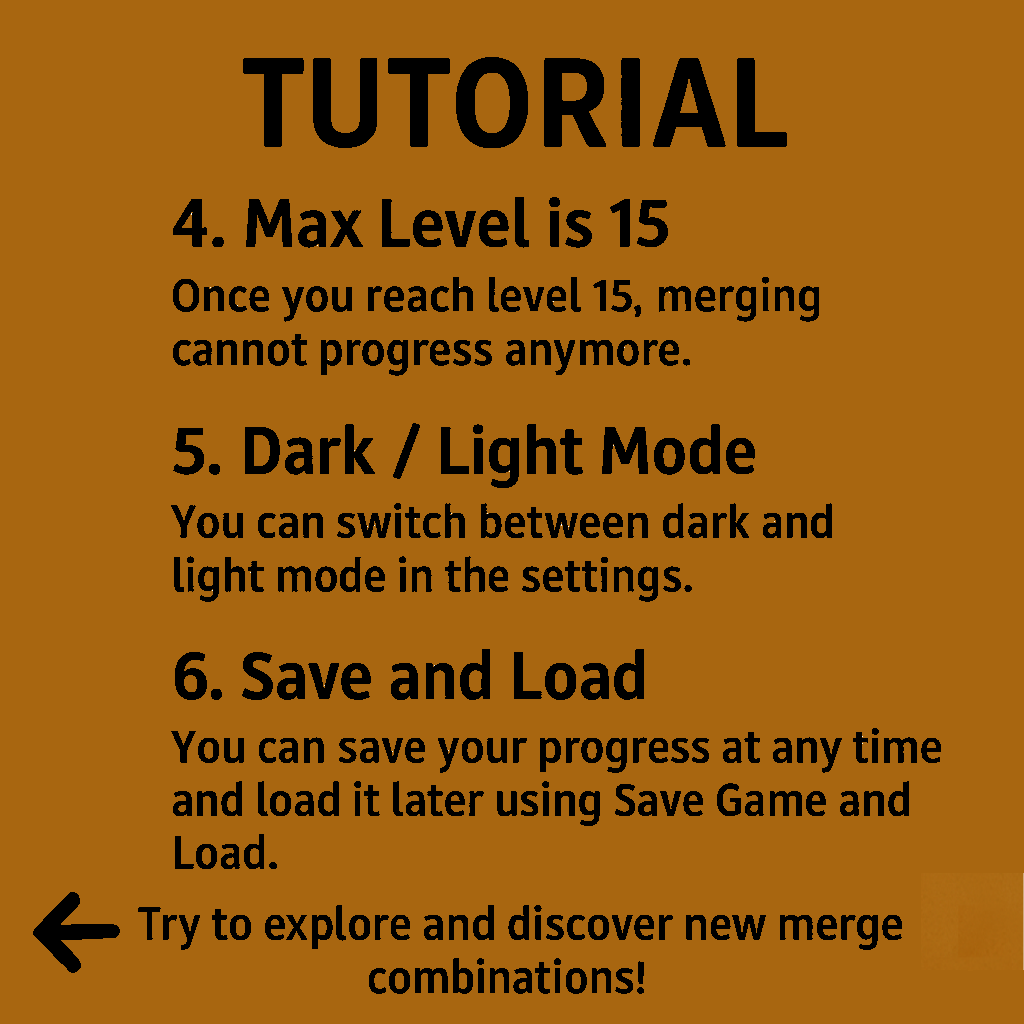 TUTORIAL
4. Max Level is 15
Once you reach level 15, merging
cannot progress anymore.
5. Dark / Light Mode
You can switch between dark and
light mode in the settings.
6. Save and Load
You can save your progress at any time
and load it later using Save Game and
Load.
Try to explore and discover new merge
combinations!